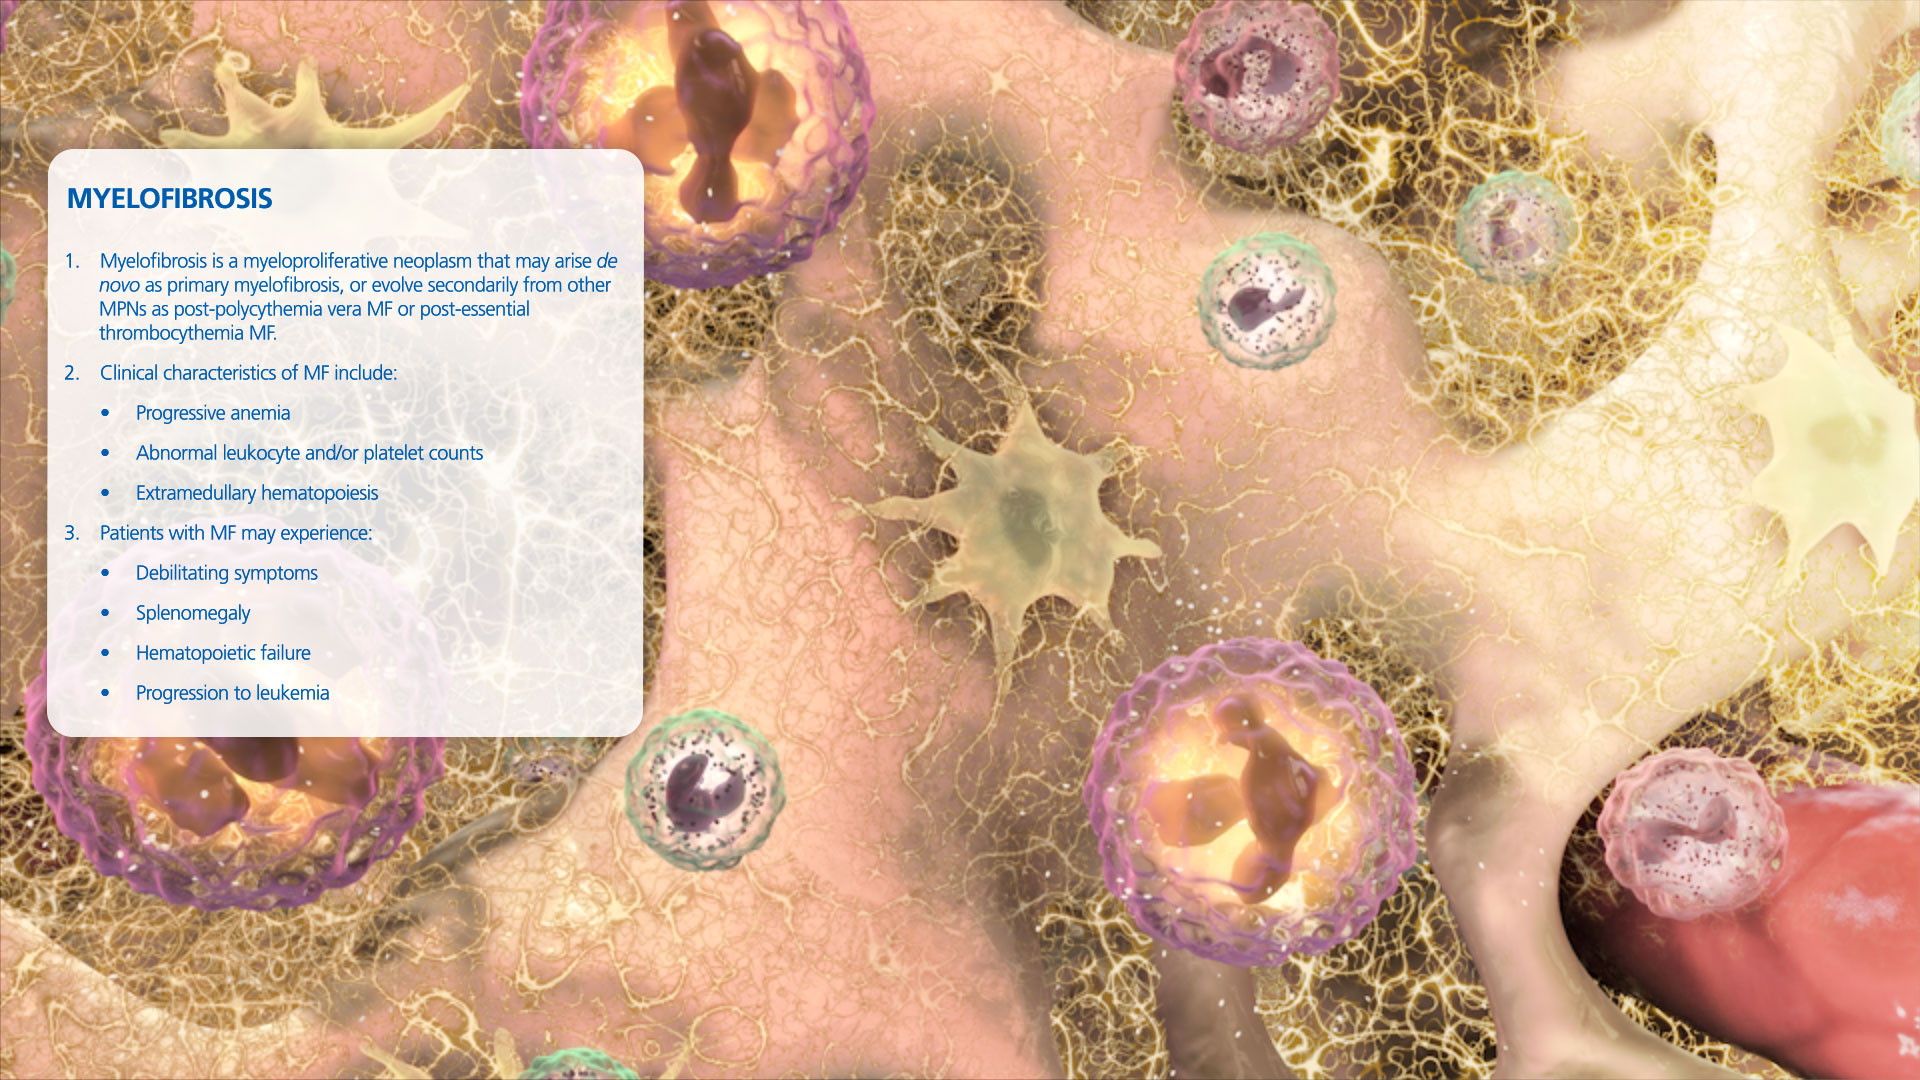 MYELOFIBROSIS
1. Myelofibrosis is a myeloproliferative neoplasm that may arise de
novo as primary myelofibrosis, or evolve secondarily from other
MPNs as post-polycythemia vera MF or post-essential
thrombocythemia MF.
2. Clinical characteristics of MF include:
• Progressive anemia
• Abnormal leukocyte and/or platelet counts
• Extramedullary hematopoiesis
3. Patients with MF may experience:
• Debilitating symptoms
• Splenomegaly
• Hematopoietic failure
• Progression to leukemia